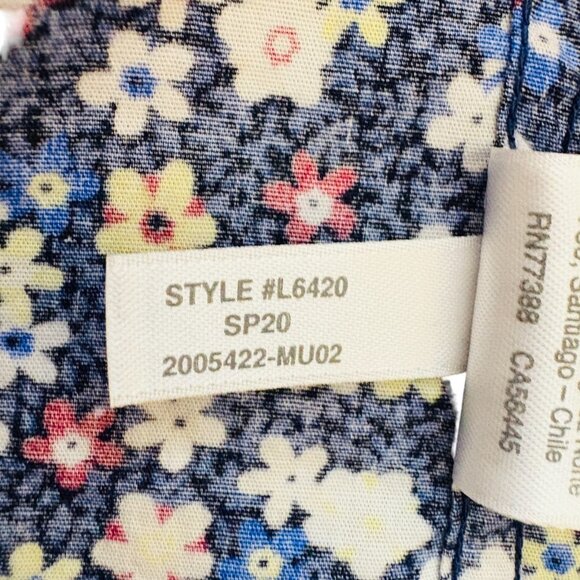 STYLE #L6420
SP20
2005422-MU02
Santiago – Chile
RN77388 CA56445